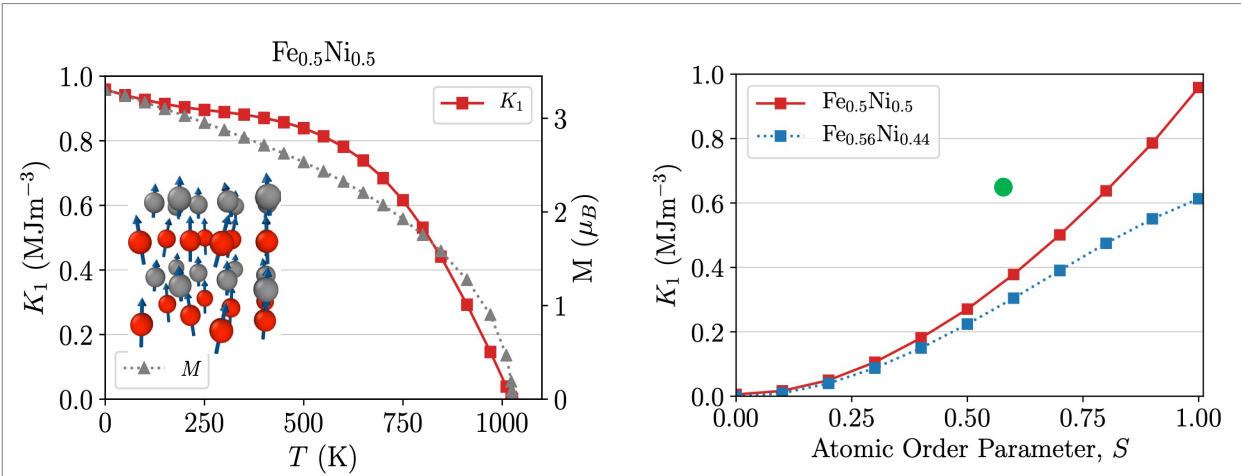 Fe0.5Ni0.5
1.0
0.8
0.6
0.4
0.2
0.0
K1 (MJm−3)
K1
M
3
2
1
0
M (μB)
0 250 500 750 1000
T (K)
1.0
0.8
0.6
0.4
0.2
0.0
K1 (MJm−3)
Fe0.5Ni0.5
Fe0.56Ni0.44
0.00 0.25 0.50 0.75 1.00
Atomic Order Parameter, S